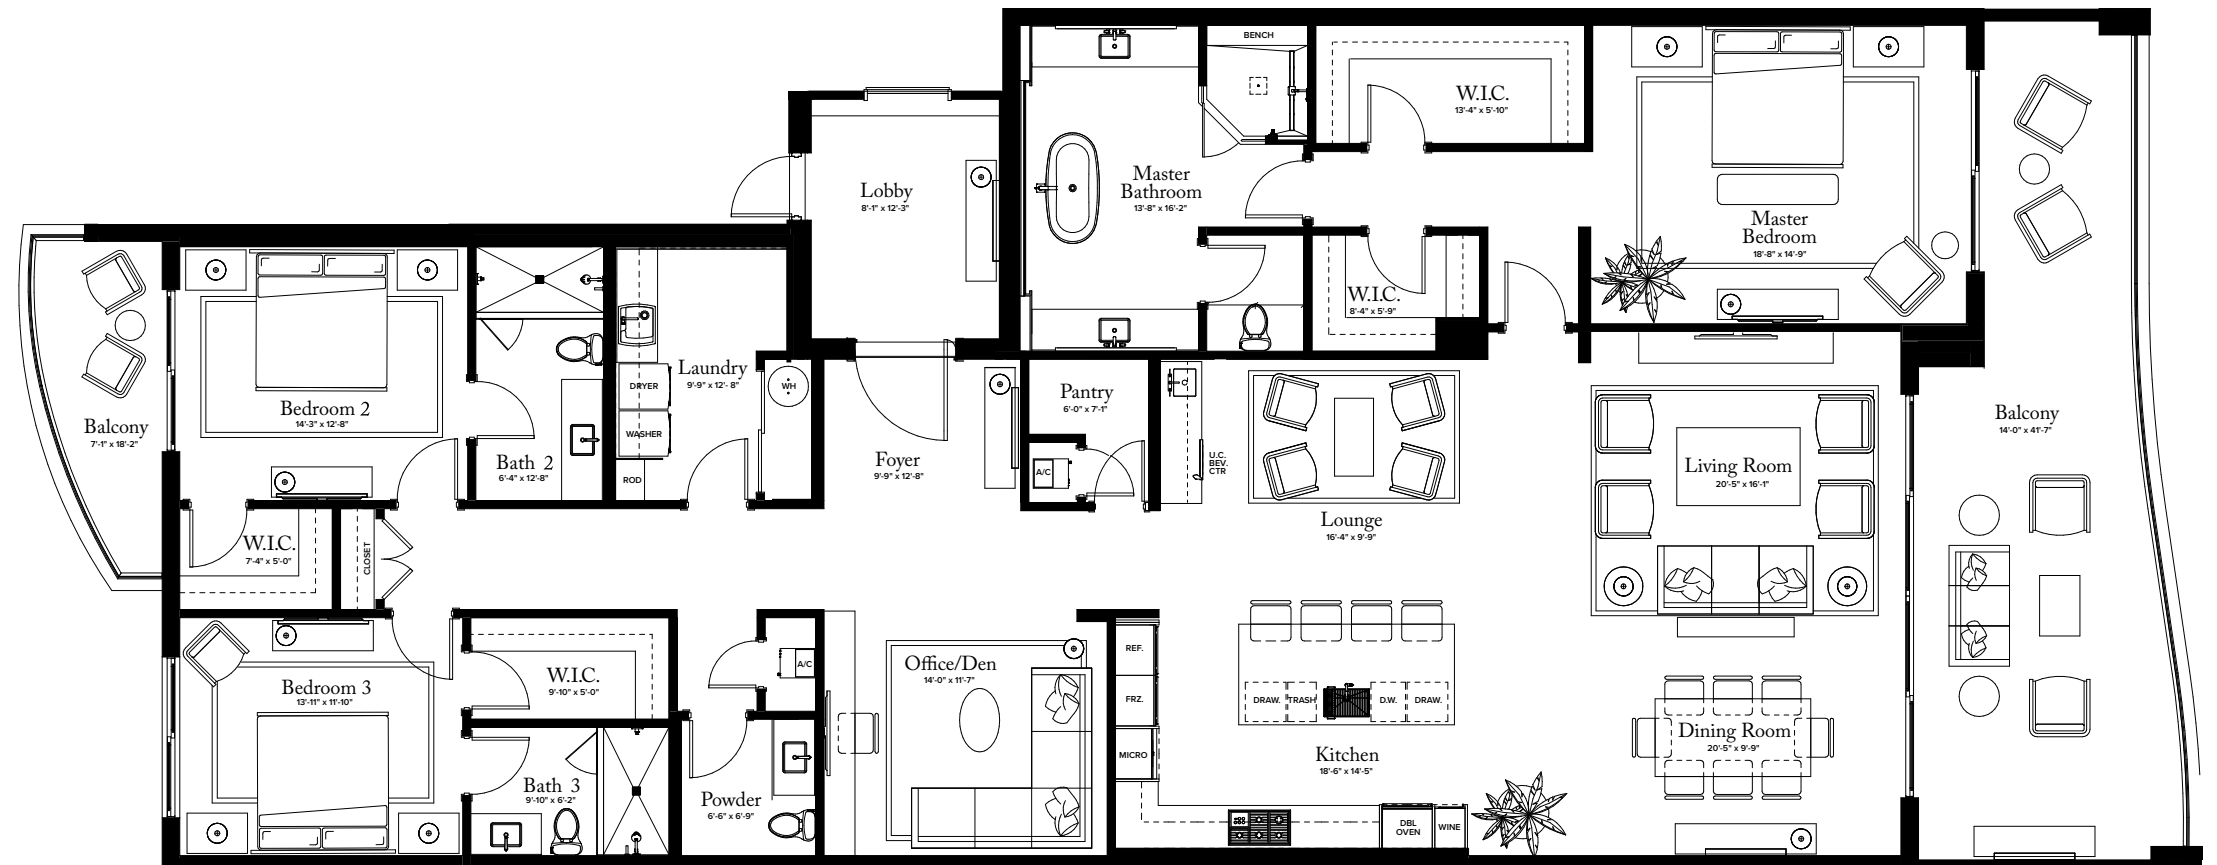 BENCH
W.I.C.
13'-4" x 5'-10"
Master
Bathroom
13'-8" x 16'-2"
Lobby
8'-1" x 12'-3"
Master
Bedroom
18'-8" x 14'-9"
W.I.C.
8'-4" x 5'-9"
Balcony
7'-1" x 18'-2"
Bedroom 2
14'-3" x 12'-8"
Bath 2
6'-4" x 12'-8"
Laundry
9'-9" x 12'- 8"
DRYER
WASHER
ROD
WH
Foyer
9'-9" x 12'-8"
Pantry
6'-0" x 7'-1"
A/C
U.C.
BEV.
CTR
Lounge
16'-4" x 9'-9"
Living Room
20'-5" x 16'-1"
Balcony
14'-0" x 41'-7"
W.I.C.
7'-4" x 5'-0"
CLOSET
Bedroom 3
13'-11" x 11'-10"
W.I.C.
9'-10" x 5'-0"
A/C
Office/Den
14'-0" x 11'-7"
REF.
FRZ.
MICRO
DRAW.
TRASH
D.W.
DRAW.
Kitchen
18'-6" x 14'-5"
Dining Room
20'-5" x 9'-9"
Bath 3
9'-10" x 6'-2"
Powder
6'-6" x 6'-9"
DBL
OVEN
WINE